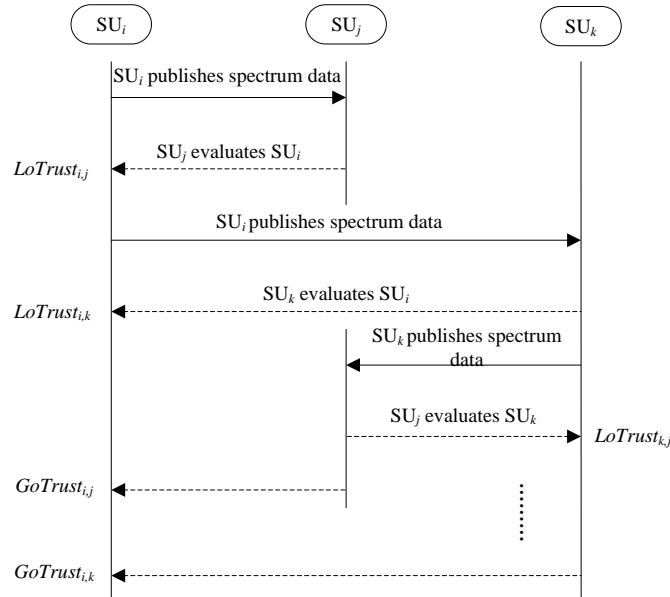 SUi SUj SUk
SUi publishes spectrum data
SUj evaluates SUi
LoTrusti,j
SUi publishes spectrum data
SUk evaluates SUi
LoTrusti,k
SUk publishes spectrum
data
SUj evaluates SUk
LoTrustk,j
GoTrusti,j
GoTrusti,k